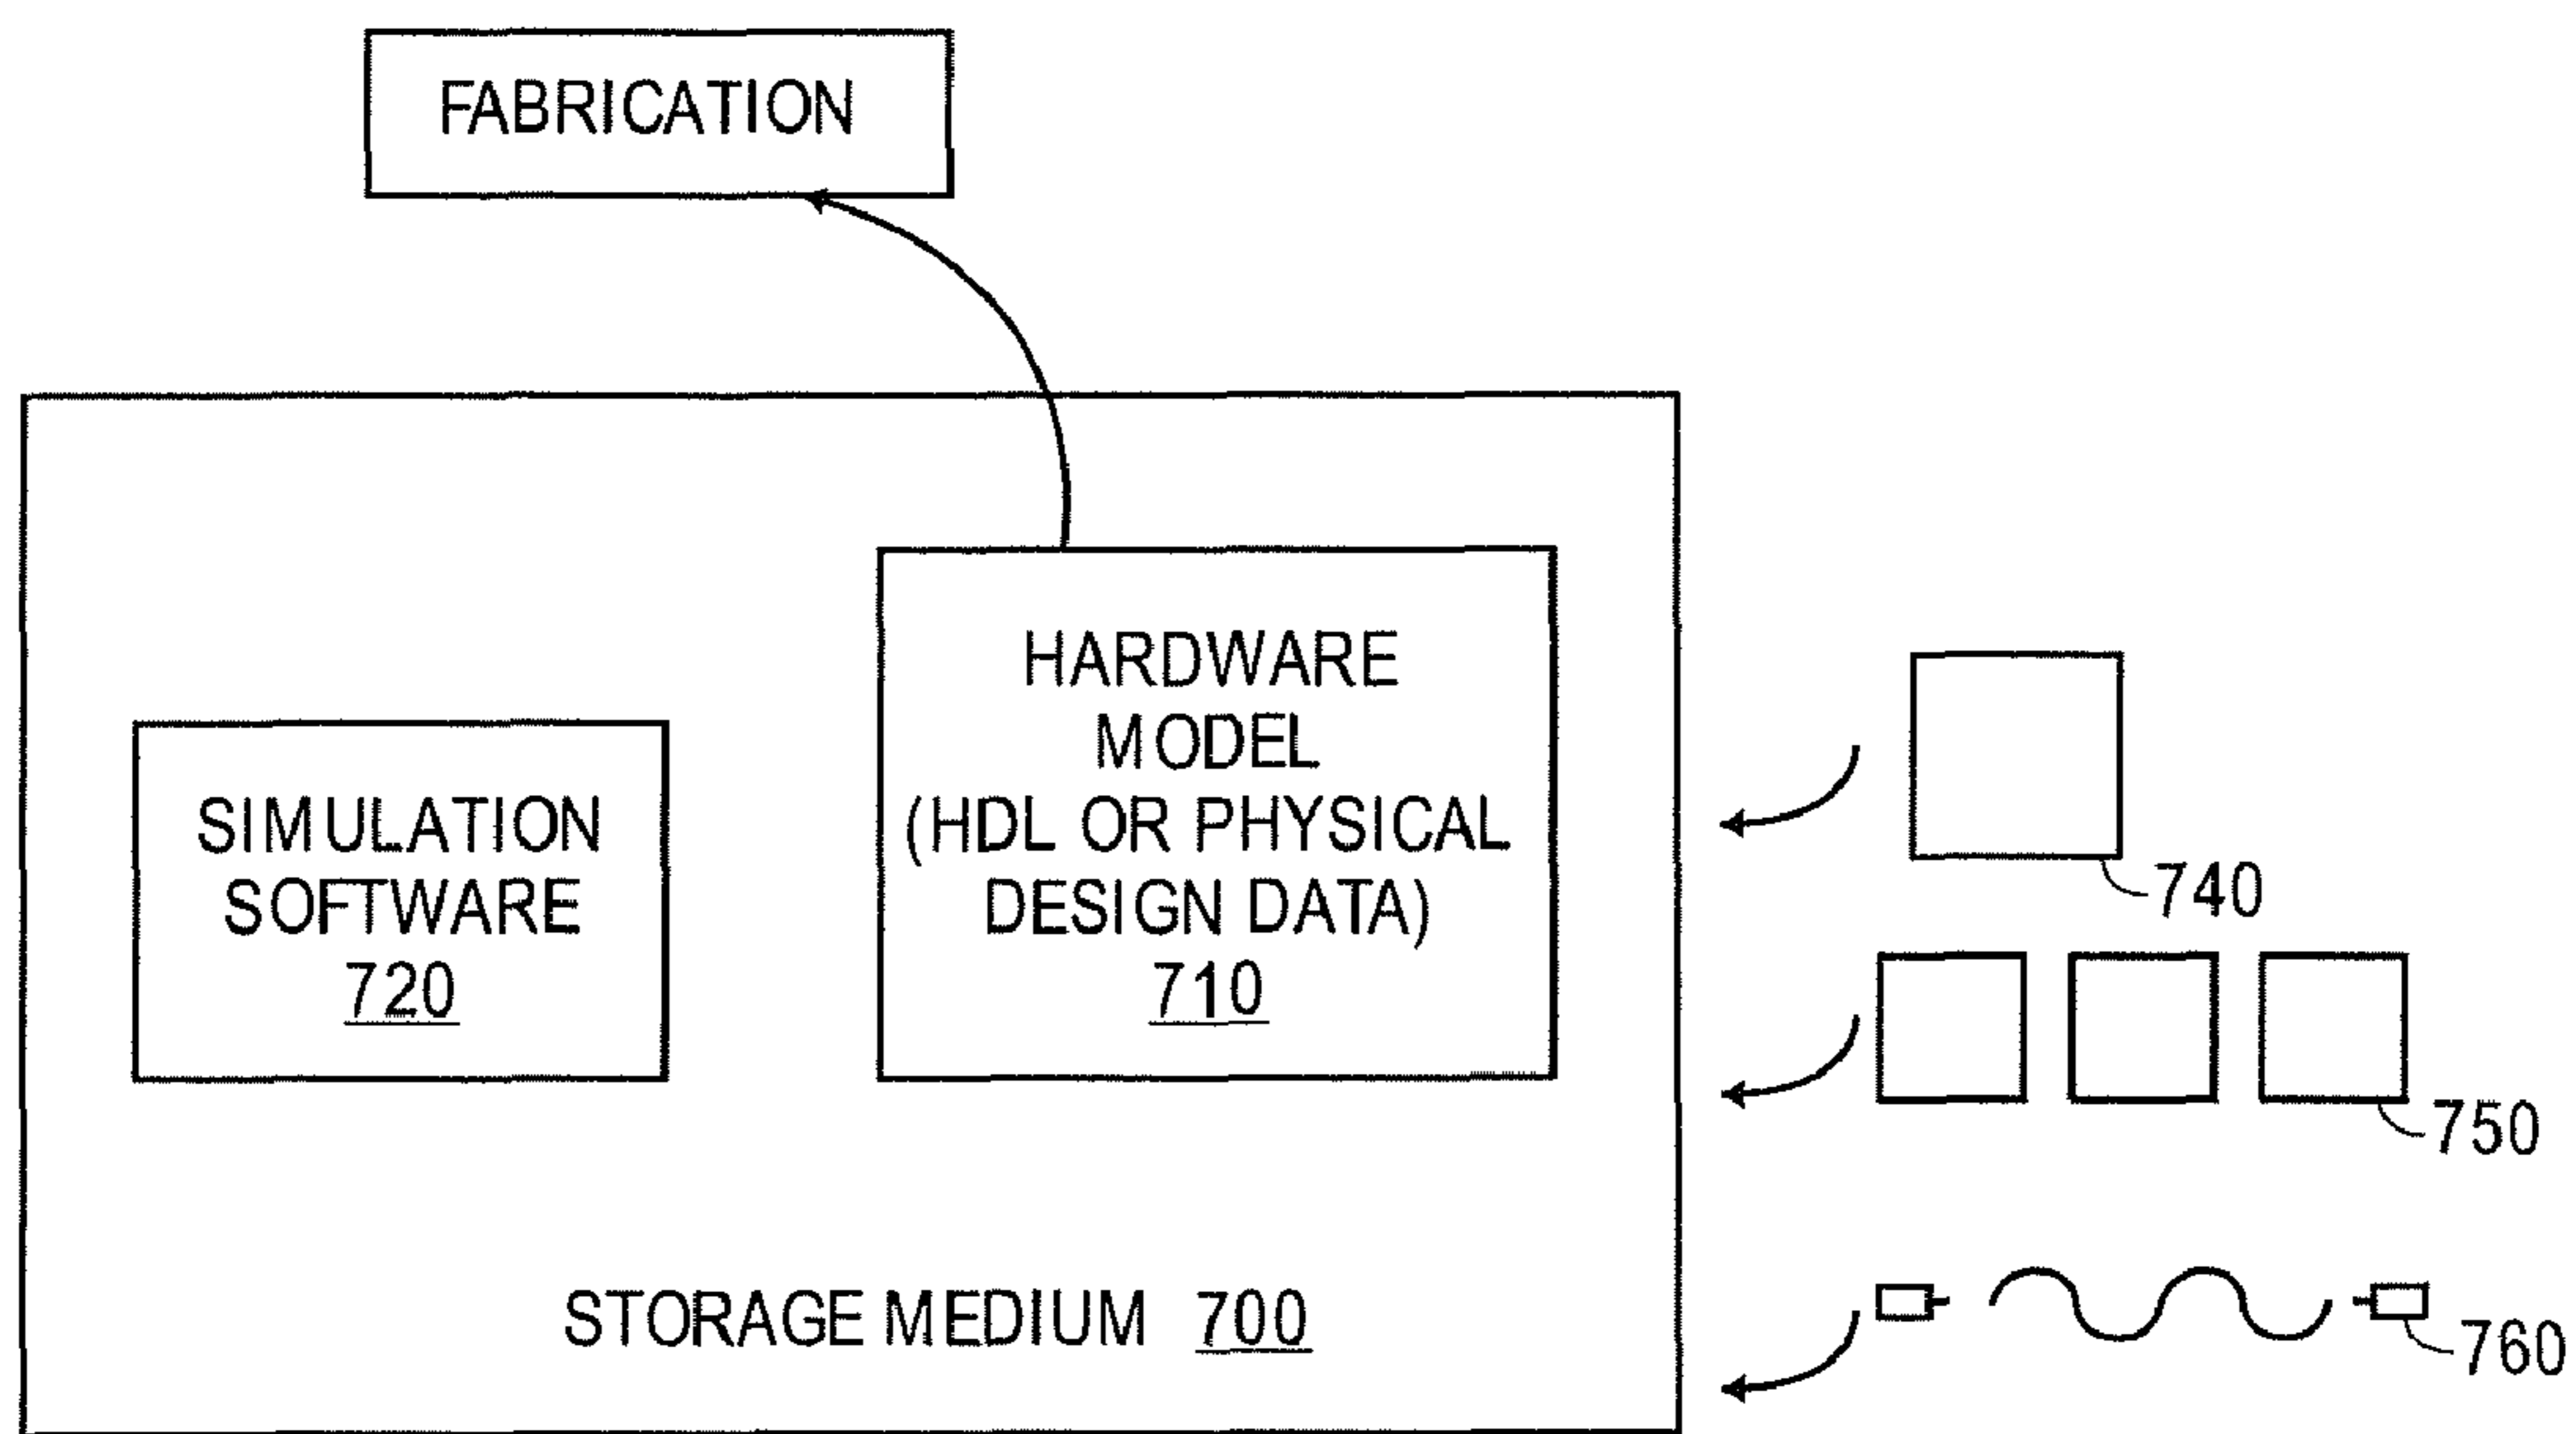 FABRICATION
HARDWARE
MODEL
(HDL OR PHYSICAL
DESIGN DATA)
710
SIMULATION
SOFTWARE
720
STORAGE MEDIUM 700
740
750
760